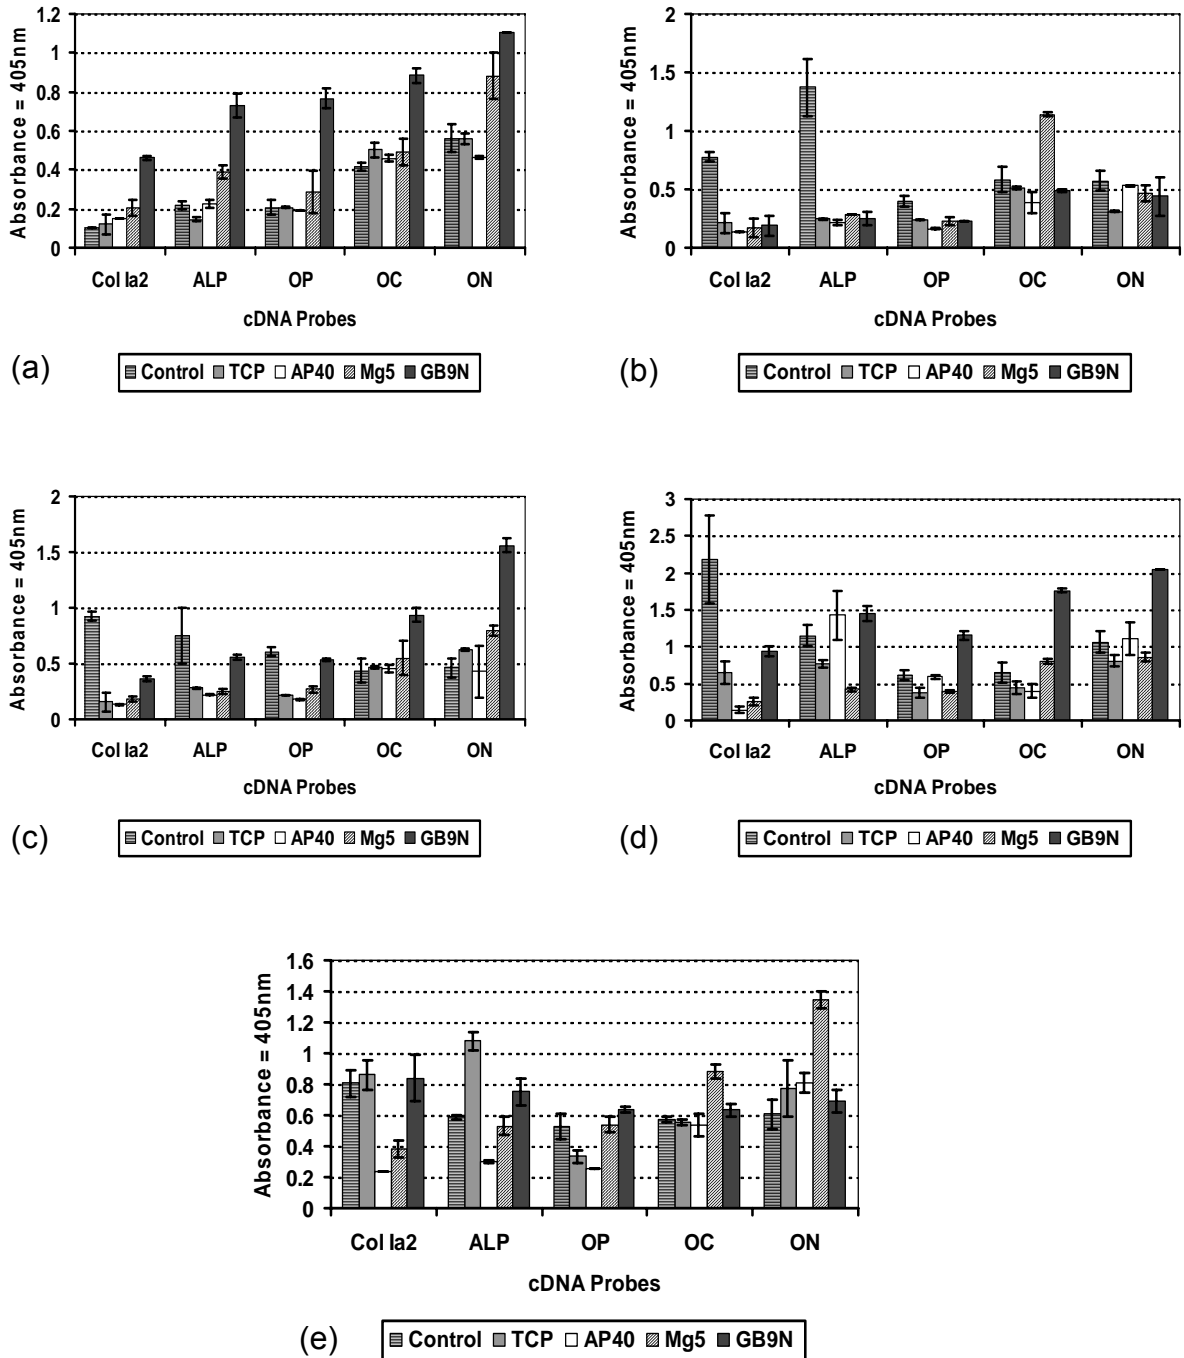 Absorbance = 405nm
1.2
1
0.8
0.6
0.4
0.2
0
Col Ia2 ALP OP OC ON
cDNA Probes
(a)
Control TCP AP40 Mg5 GB9N
Absorbance = 405nm
2
1.5
1
0.5
0
Col Ia2 ALP OP OC ON
cDNA Probes
(b)
Control TCP AP40 Mg5 GB9N
Absorbance = 405nm
2
1.5
1
0.5
0
Col Ia2 ALP OP OC ON
cDNA Probes
(c)
Control TCP AP40 Mg5 GB9N
Absorbance = 405nm
3
2.5
2
1.5
1
0.5
0
Col Ia2 ALP OP OC ON
cDNA Probes
(d)
Control TCP AP40 Mg5 GB9N
Absorbance = 405nm
1.6
1.4
1.2
1
0.8
0.6
0.4
0.2
0
Col Ia2 ALP OP OC ON
cDNA Probes
(e)
Control TCP AP40 Mg5 GB9N